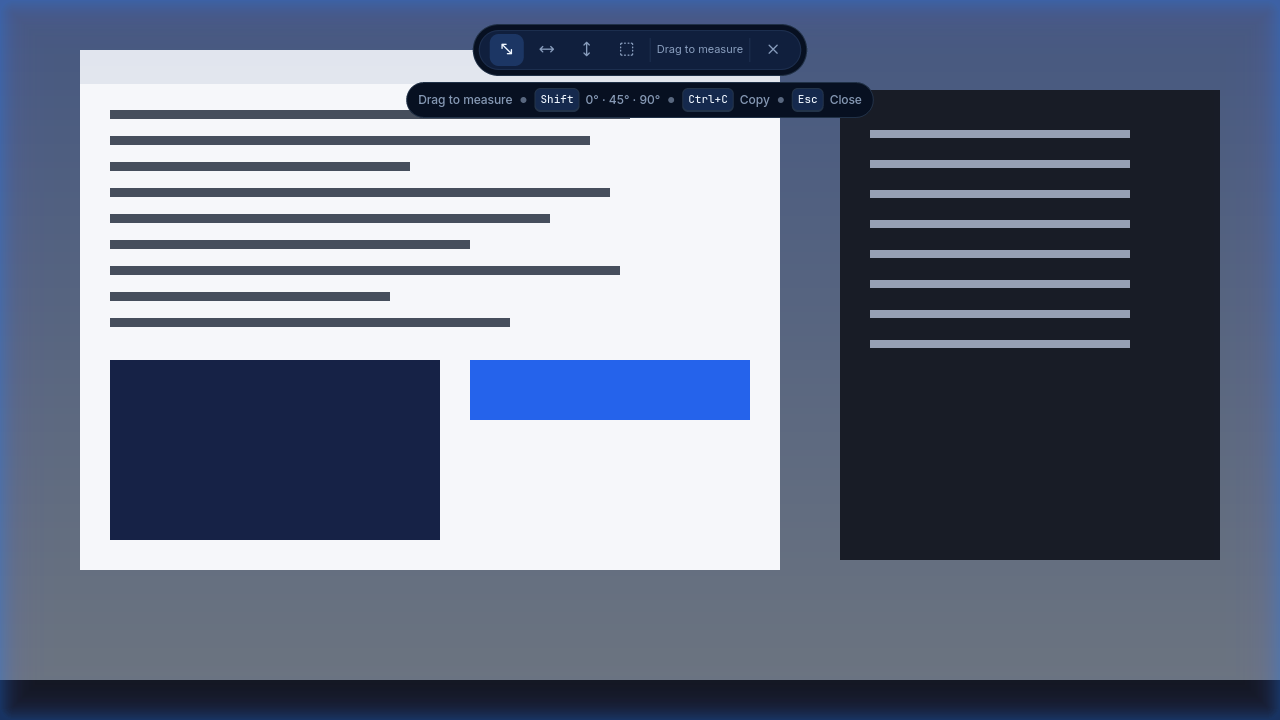 Drag to measure
Drag to measure • Shift 0° · 45° · 90° • Ctrl+C Copy • Esc Close